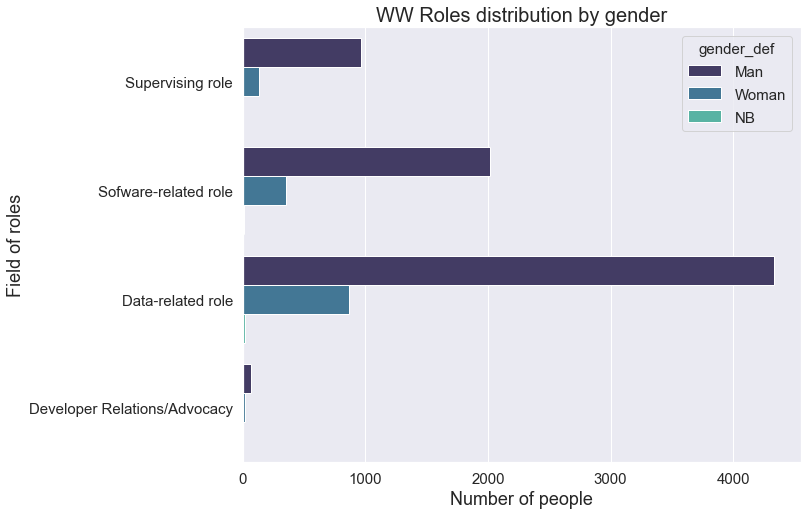 WW Roles distribution by gender
gender_def
Man
Woman
NB
Field of roles
Supervising role
Sofware-related role
Data-related role
Developer Relations/Advocacy
0 1000 2000 3000 4000
Number of people